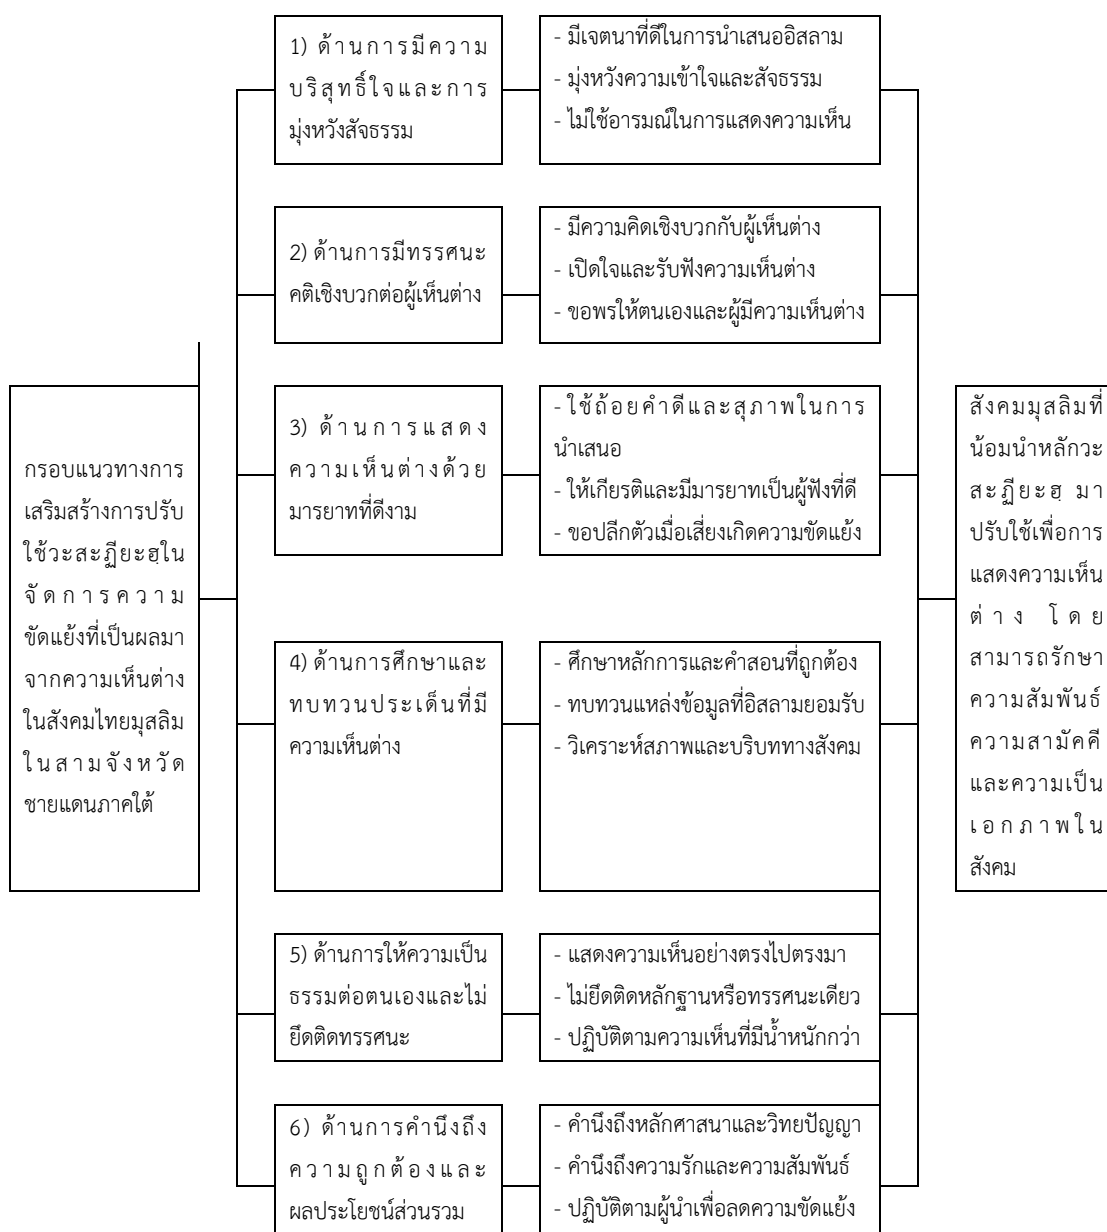 กรอบแนวทางการ
เสริมสร้างการปรับ
ใช้วะสะฏียะฮฺใน
จัดการความ
ขัดแย้งที่เป็นผลมา
จากความเห็นต่าง
ในสังคมไทยมุสลิม
ในสามจังหวัด
ชายแดนภาคใต้
1) ด้านการมีความ
บริสุทธิ์ใจและการ
มุ่งหวังสัจธรรม
- มีเจตนาที่ดีในการนำเสนออิสลาม
- มุ่งหวังความเข้าใจและสัจธรรม
- ไม่ใช้อารมณ์ในการแสดงความเห็น
2) ด้านการมีทรรศนะ
คติเชิงบวกต่อผู้เห็นต่าง
- มีความคิดเชิงบวกกับผู้เห็นต่าง
- เปิดใจและรับฟังความเห็นต่าง
- ขอพรให้ตนเองและผู้มีความเห็นต่าง
3) ด้านการแสดง
ความเห็นต่างด้วย
มารยาทที่ดีงาม
- ใช้ถ้อยคำดีและสุภาพในการ
นำเสนอ
- ให้เกียรติและมีมารยาทเป็นผู้ฟังที่ดี
- ขอปลีกตัวเมื่อเสี่ยงเกิดความขัดแย้ง
4) ด้านการศึกษาและ
ทบทวนประเด็นที่มี
ความเห็นต่าง
- ศึกษาหลักการและคำสอนที่ถูกต้อง
- ทบทวนแหล่งข้อมูลที่อิสลามยอมรับ
- วิเคราะห์สภาพและบริบททางสังคม
5) ด้านการให้ความเป็น
ธรรมต่อตนเองและไม่
ยึดติดทรรศนะ
- แสดงความเห็นอย่างตรงไปตรงมา
- ไม่ยึดติดหลักฐานหรือทรรศนะเดียว
- ปฏิบัติตามความเห็นที่มีน้ำหนักกว่า
6) ด้านการคำนึงถึง
ความถูกต้องและ
ผลประโยชน์ส่วนรวม
- คำนึงถึงหลักศาสนาและวิทยปัญญา
- คำนึงถึงความรักและความสัมพันธ์
- ปฏิบัติตามผู้นำเพื่อลดความขัดแย้ง
สังคมมุสลิมที่
น้อมนำหลักวะ
สะฏียะฮฺ มา
ปรับใช้เพื่อการ
แสดงความเห็น
ต่าง โดย
สามารถรักษา
ความสัมพันธ์
ความสามัคคี
และความเป็น
เอกภาพใน
สังคม